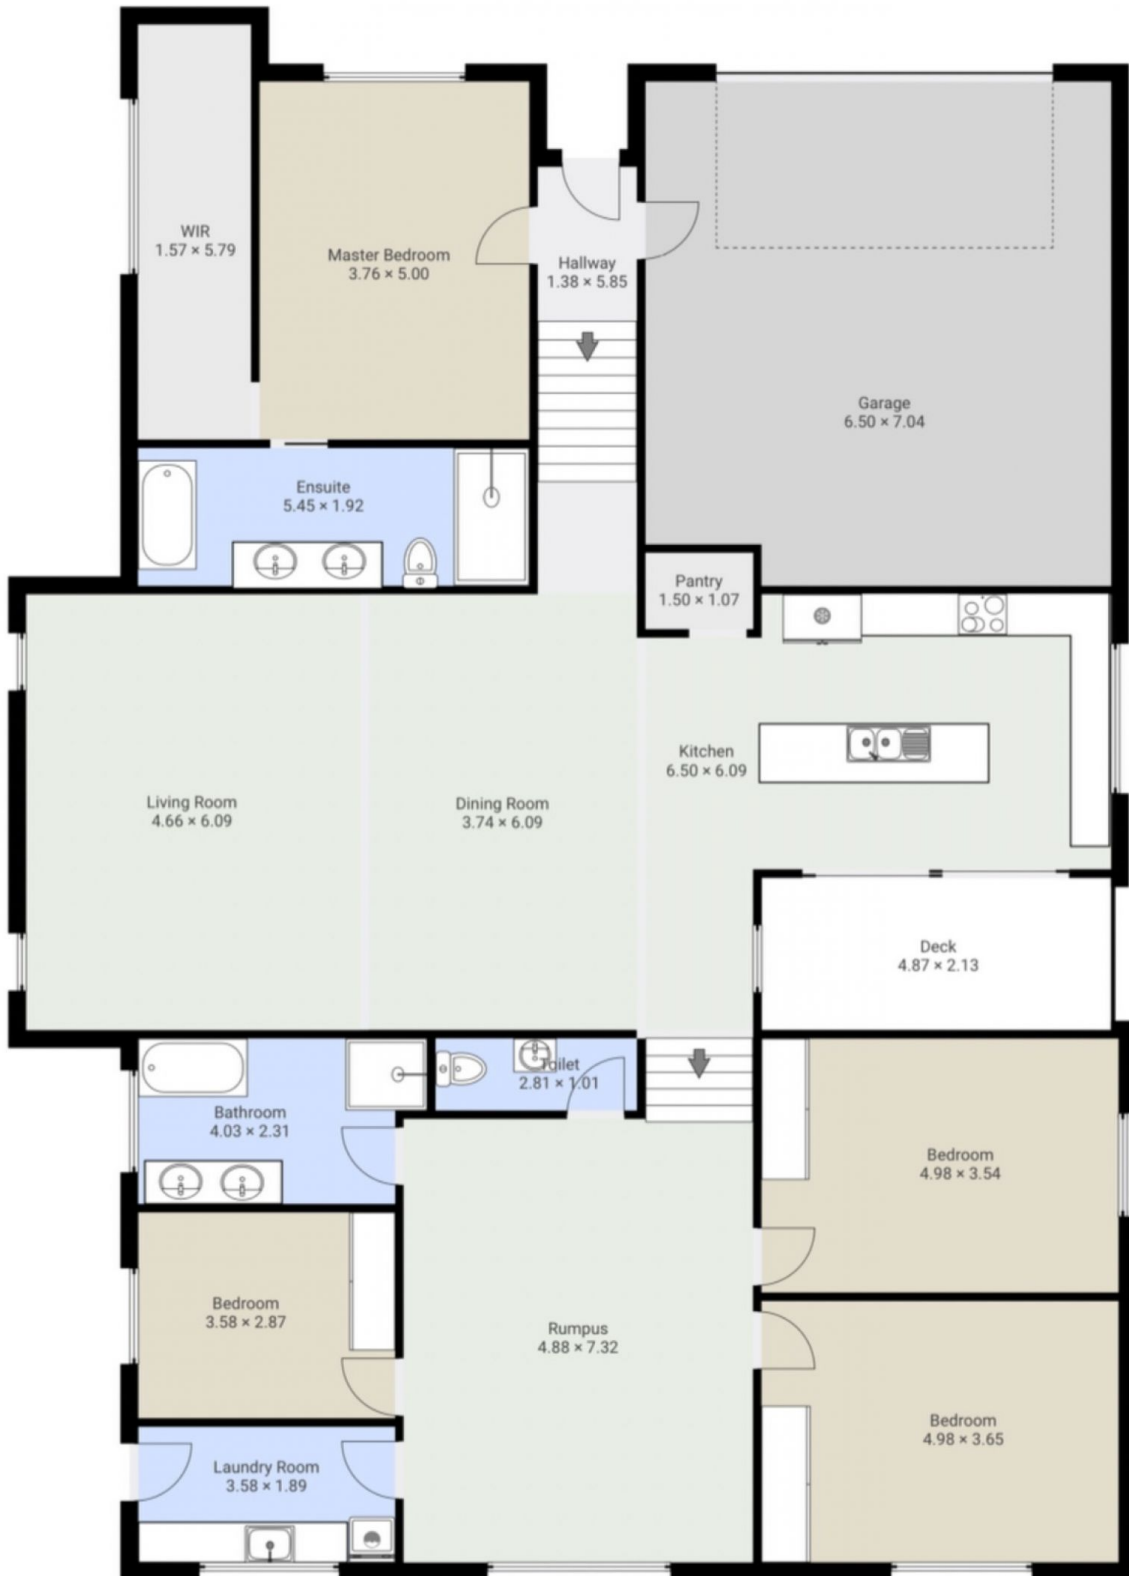 WIR
1.57 × 5.79
Master Bedroom
3.76 × 5.00
Hallway
1.38 × 5.85
Garage
6.50 × 7.04
Ensuite
5.45 × 1.92
Pantry
1.50 × 1.07
Kitchen
6.50 × 6.09
Living Room
4.66 × 6.09
Dining Room
3.74 × 6.09
Deck
4.87 × 2.13
Toilet
2.81 × 1.01
Bathroom
4.03 × 2.31
Bedroom
4.98 × 3.54
Bedroom
3.58 × 2.87
Rumpus
4.88 × 7.32
Bedroom
4.98 × 3.65
Laundry Room
3.58 × 1.89